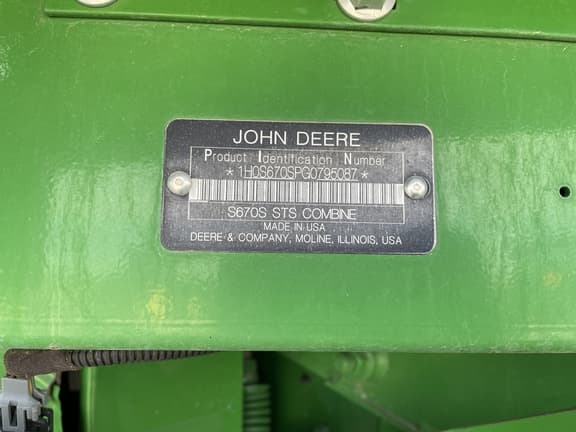 JOHN DEERE
Product Identification Number
*1H0S670SPG0795087*
S670S STS COMBINE
MADE IN USA
DEERE & COMPANY, MOLINE, ILLINOIS, USA